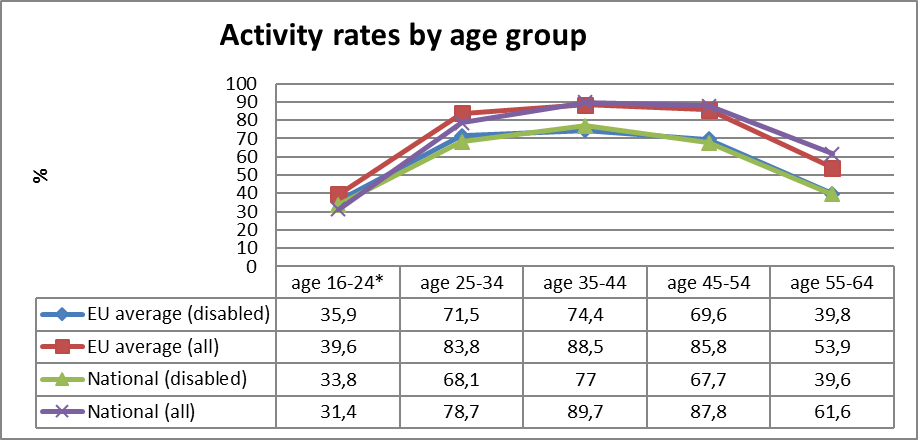 Activity rates by age group
%
100
90
80
70
60
50
40
30
20
10
0
age 16-24* age 25-34 age 35-44 age 45-54 age 55-64
EU average (disabled) 35,9 71,5 74,4 69,6 39,8
EU average (all) 39,6 83,8 88,5 85,8 53,9
National (disabled) 33,8 68,1 77 67,7 39,6
National (all) 31,4 78,7 89,7 87,8 61,6